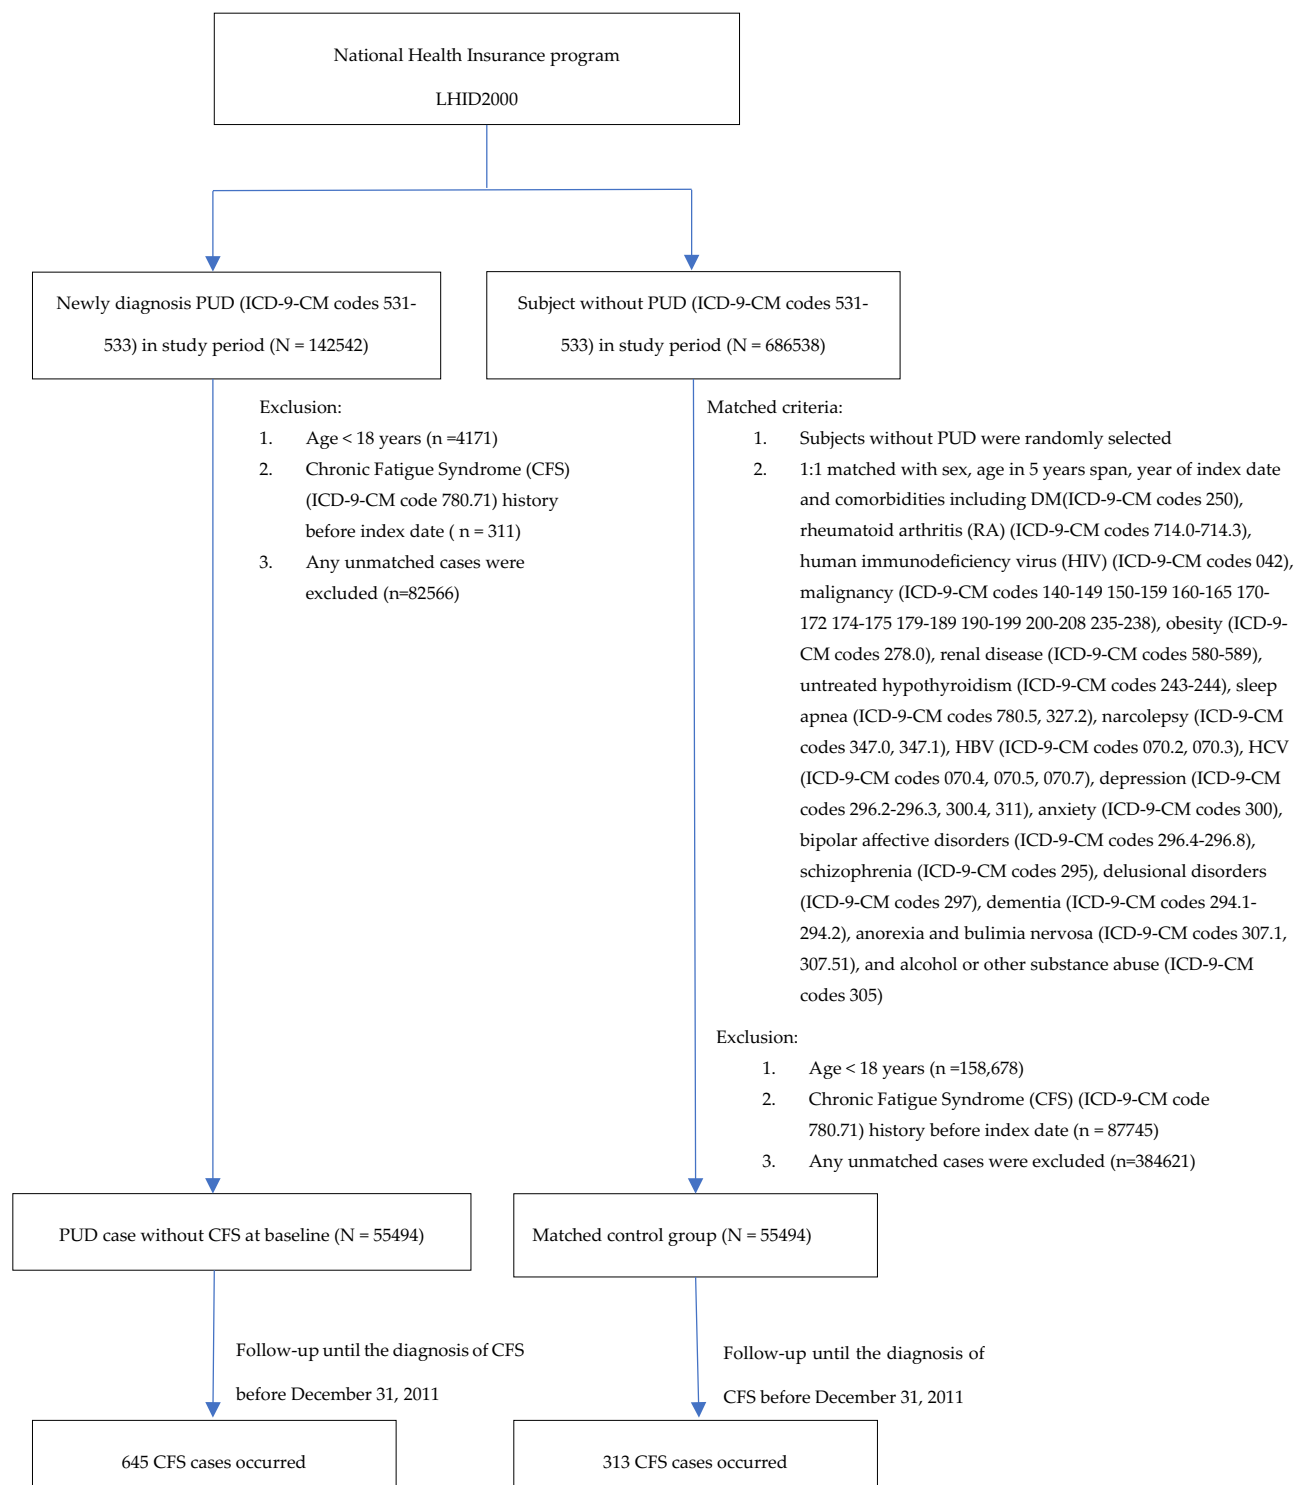 National Health Insurance program
LHID2000
Newly diagnosis PUD (ICD-9-CM codes 531-
533) in study period (N = 142542)
Subject without PUD (ICD-9-CM codes 531-
533) in study period (N = 686538)
Exclusion:
1. Age < 18 years (n =4171)
2. Chronic Fatigue Syndrome (CFS)
(ICD-9-CM code 780.71) history
before index date ( n = 311)
3. Any unmatched cases were
excluded (n=82566)
Matched criteria:
1. Subjects without PUD were randomly selected
2. 1:1 matched with sex, age in 5 years span, year of index date
and comorbidities including DM(ICD-9-CM codes 250),
rheumatoid arthritis (RA) (ICD-9-CM codes 714.0-714.3),
human immunodeficiency virus (HIV) (ICD-9-CM codes 042),
malignancy (ICD-9-CM codes 140-149 150-159 160-165 170-
172 174-175 179-189 190-199 200-208 235-238), obesity (ICD-9-
CM codes 278.0), renal disease (ICD-9-CM codes 580-589),
untreated hypothyroidism (ICD-9-CM codes 243-244), sleep
apnea (ICD-9-CM codes 780.5, 327.2), narcolepsy (ICD-9-CM
codes 347.0, 347.1), HBV (ICD-9-CM codes 070.2, 070.3), HCV
(ICD-9-CM codes 070.4, 070.5, 070.7), depression (ICD-9-CM
codes 296.2-296.3, 300.4, 311), anxiety (ICD-9-CM codes 300),
bipolar affective disorders (ICD-9-CM codes 296.4-296.8),
schizophrenia (ICD-9-CM codes 295), delusional disorders
(ICD-9-CM codes 297), dementia (ICD-9-CM codes 294.1-
294.2), anorexia and bulimia nervosa (ICD-9-CM codes 307.1,
307.51), and alcohol or other substance abuse (ICD-9-CM
codes 305)
Exclusion:
1. Age < 18 years (n =158,678)
2. Chronic Fatigue Syndrome (CFS) (ICD-9-CM code
780.71) history before index date (n = 87745)
3. Any unmatched cases were excluded (n=384621)
PUD case without CFS at baseline (N = 55494)
Matched control group (N = 55494)
Follow-up until the diagnosis of CFS
before December 31, 2011
Follow-up until the diagnosis of
CFS before December 31, 2011
645 CFS cases occurred
313 CFS cases occurred